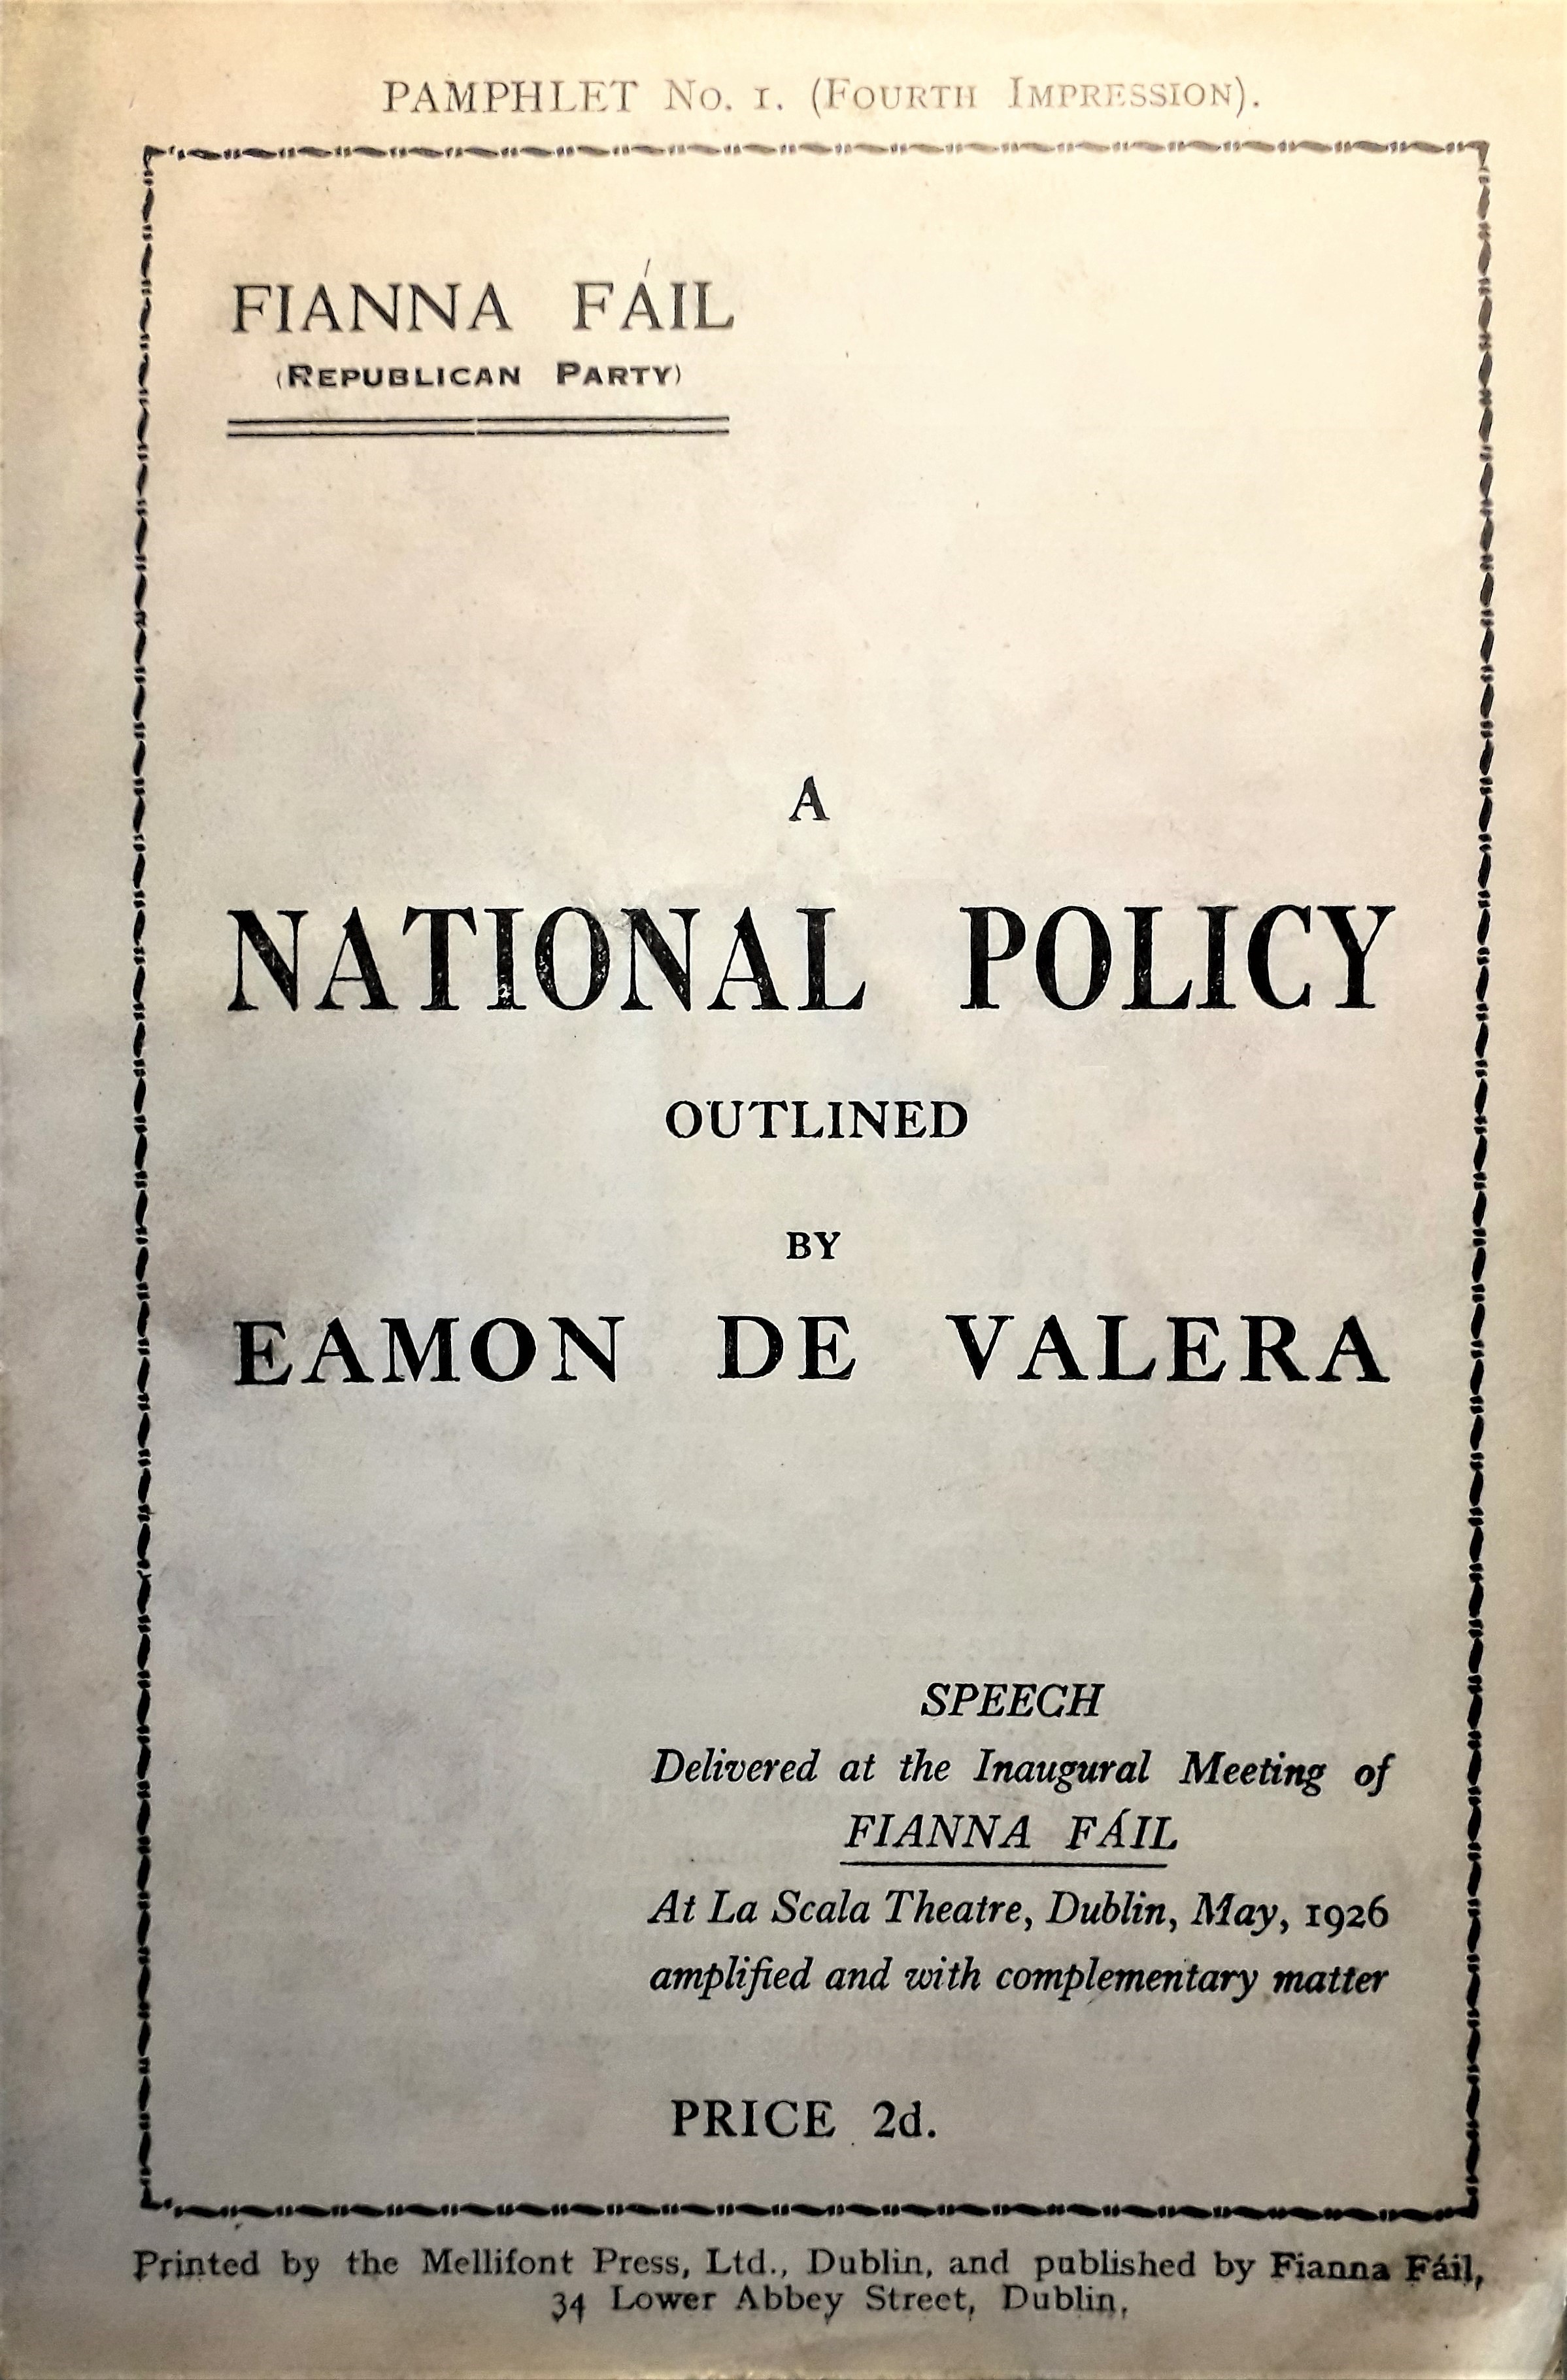 PAMPHLET No. 1. (Fourth Impression).
FIANNA FÁIL
(Republican Party)
A
NATIONAL POLICY
OUTLINED
BY
EAMON DE VALERA
SPEECH
Delivered at the Inaugural Meeting of
FIANNA FÁIL
At La Scala Theatre, Dublin, May, 1926
amplified and with complementary matter
PRICE 2d.
Printed by the Mellifont Press, Ltd., Dublin, and published by Fianna Fáil,
34 Lower Abbey Street, Dublin,